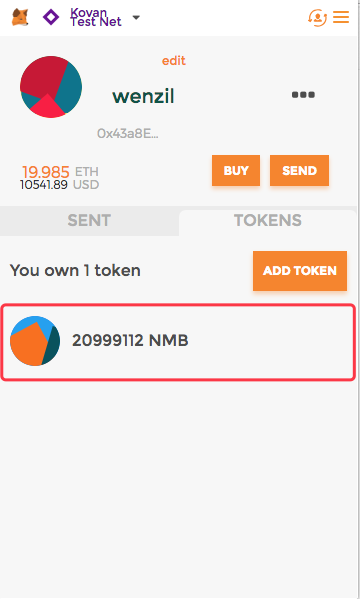 Kovan
Test Net
edit
wenzil
0x43a8E...
19.985 ETH
10541.89 USD
BUY
SEND
SENT
TOKENS
You own 1 token
ADD TOKEN
20999112 NMB